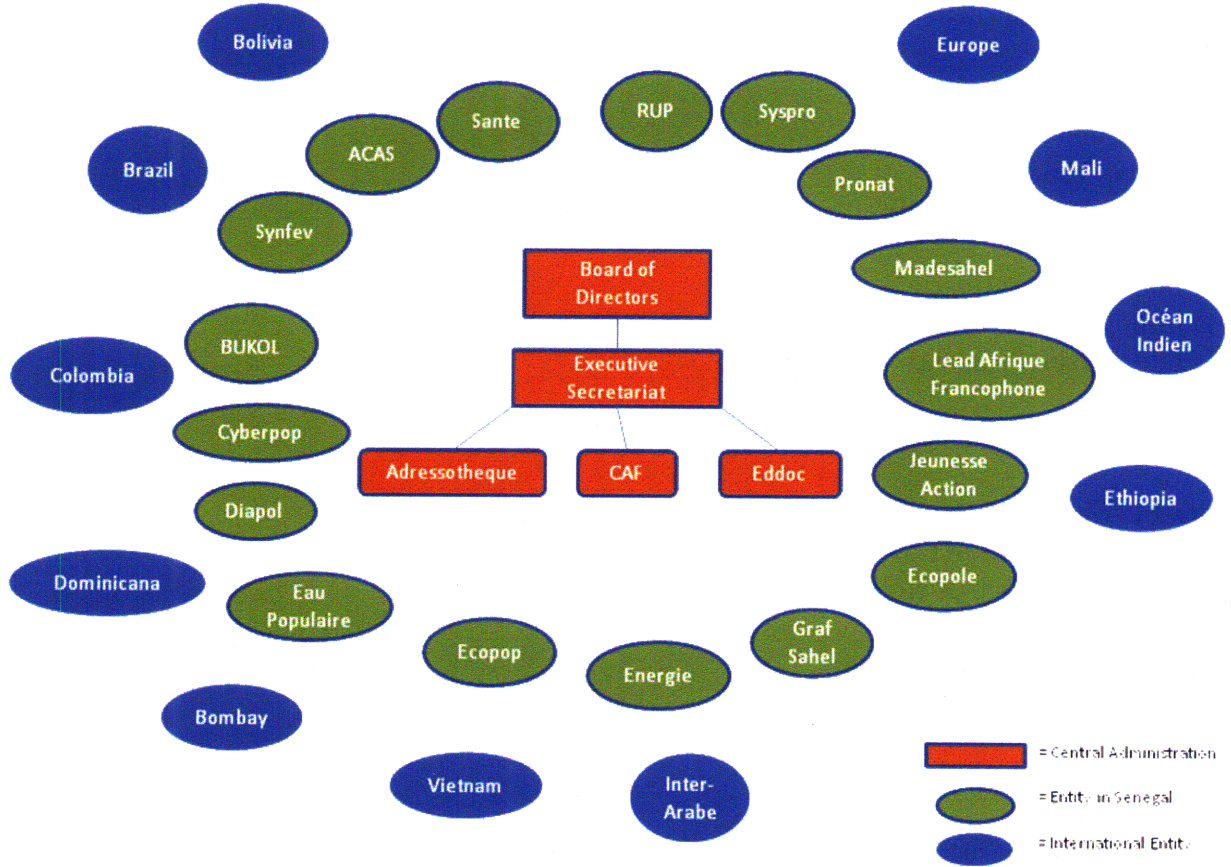 Bolivia
Europe
Sante
RUP
Syspro
ACAS
Brazil
Mali
Pronat
Synfev
Board of
Directors
Madesahel
Océan
Indien
BUKOL
Colombia
Executive
Secretariat
Lead Afrique
Francophone
Cyberpop
Adressotheque
CAF
Eddoc
Jeunesse
Action
Ethiopia
Diapol
Dominicana
Ecopole
Eau
Populaire
Graf
Sahel
Ecopop
Energie
Bombay
Vietnam
Inter-
Arabe
= Central Administration
= Entity in Senegal
= International Entity